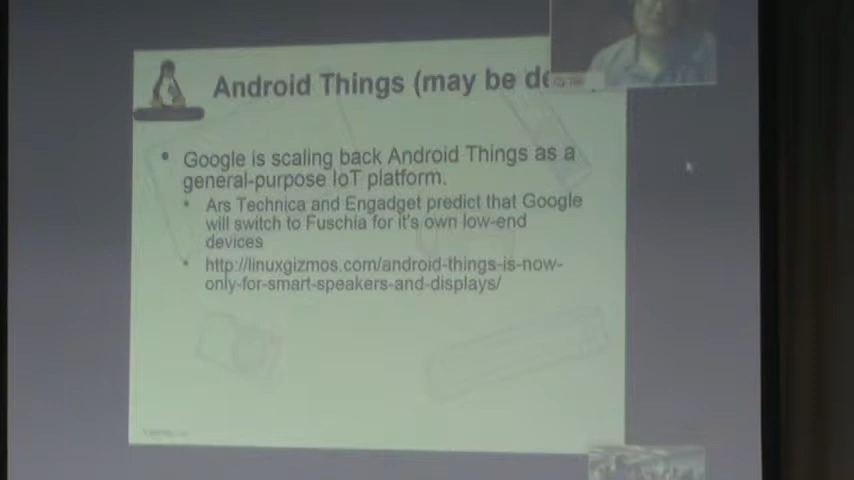 Android Things (may be
• Google is scaling back Android Things as a
general-purpose IoT platform.
• Ars Technica and Engadget predict that Google
will switch to Fuschia for it's own low-end
devices
• http://linuxgizmos.com/android-things-is-now-
only-for-smart-speakers-and-displays/